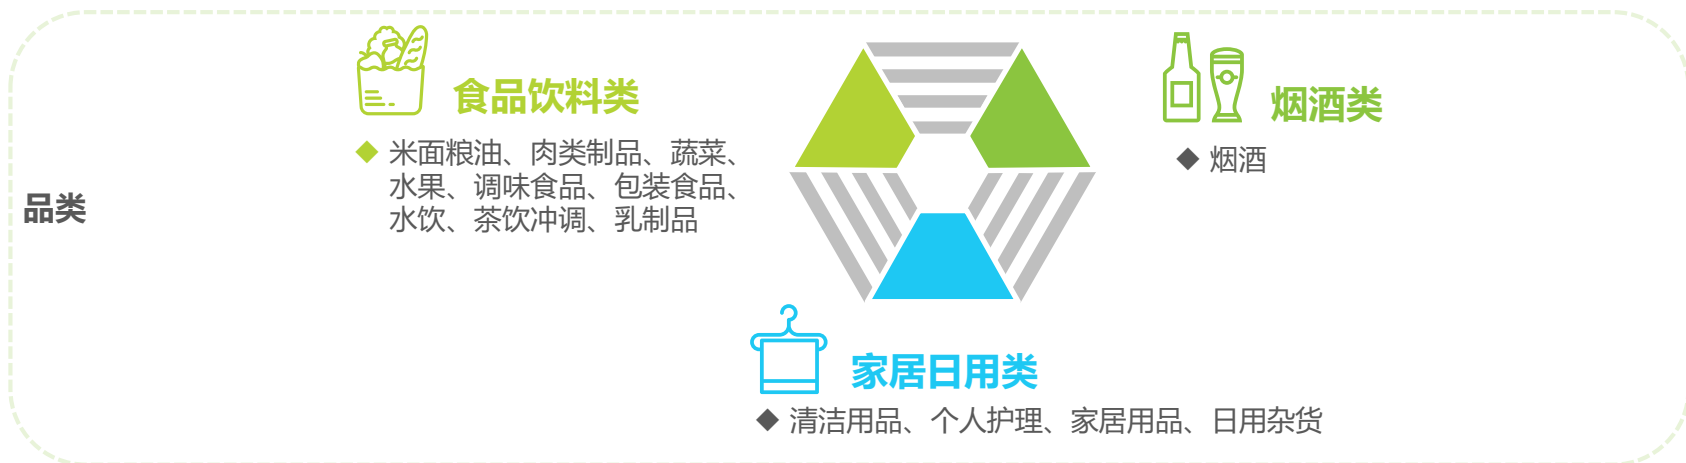 品类
食品饮料类
◆ 米面粮油、肉类制品、蔬菜、
水果、调味食品、包装食品、
水饮、茶饮冲调、乳制品
烟酒类
◆ 烟酒
家居日用类
◆ 清洁用品、个人护理、家居用品、日用杂货